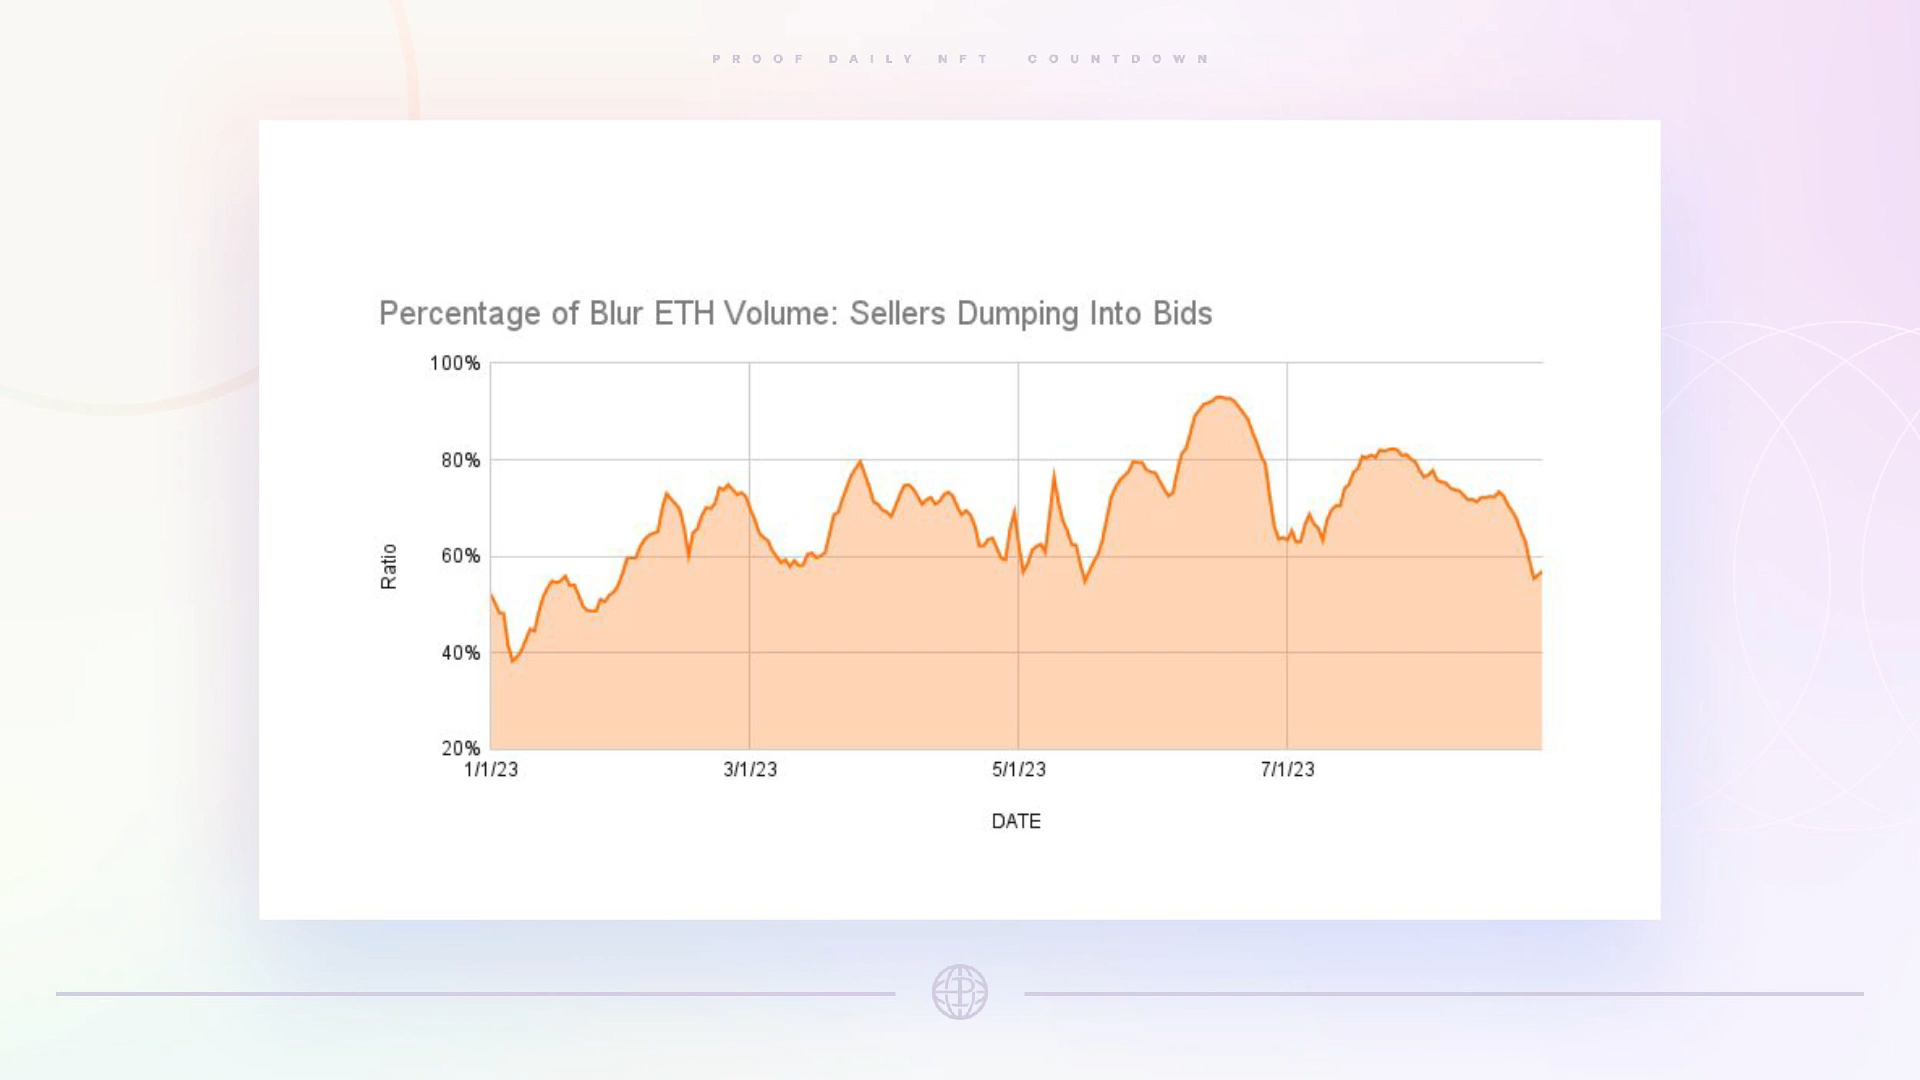 PROOF DAILY NFT COUNTDOWN
Percentage of Blur ETH Volume: Sellers Dumping Into Bids
100%
80%
60%
40%
20%
Ratio
1/1/23 3/1/23 5/1/23 7/1/23
DATE
P